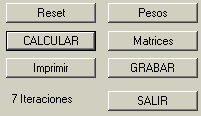 Reset Pesos
CALCULAR Matrices
Imprimir GRABAR
7 Iteraciones SALIR